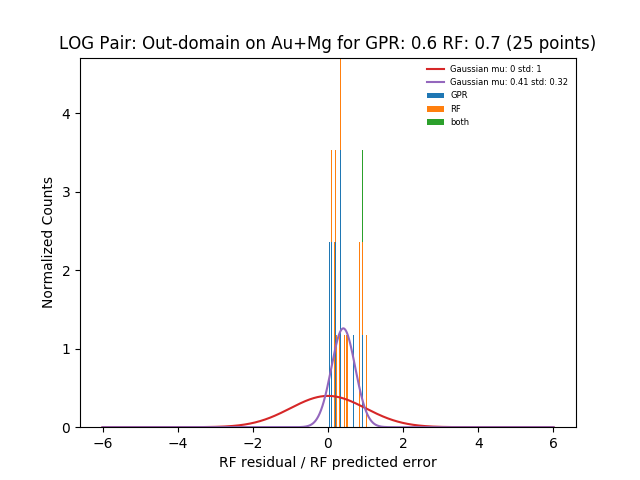 LOG Pair: Out-domain on Au+Mg for GPR: 0.6 RF: 0.7 (25 points)
Gaussian mu: 0 std: 1
Gaussian mu: 0.41 std: 0.32
GPR
RF
both
Normalized Counts
4
3
2
1
0
−6
−4
−2
0
2
4
6
RF residual / RF predicted error